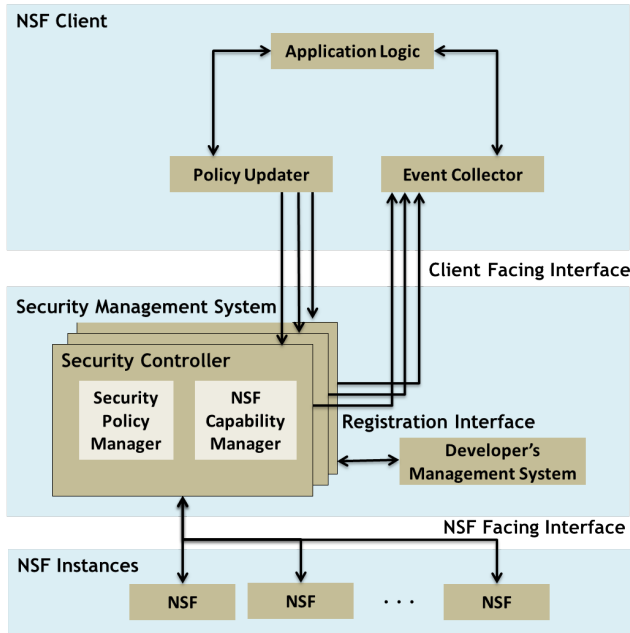 NSF Client
Application Logic
Policy Updater
Event Collector
Client Facing Interface
Security Management System
Security Controller
Security
Policy
Manager
NSF
Capability
Manager
Registration Interface
Developer's
Management System
NSF Facing Interface
NSF Instances
NSF
NSF
. . .
NSF